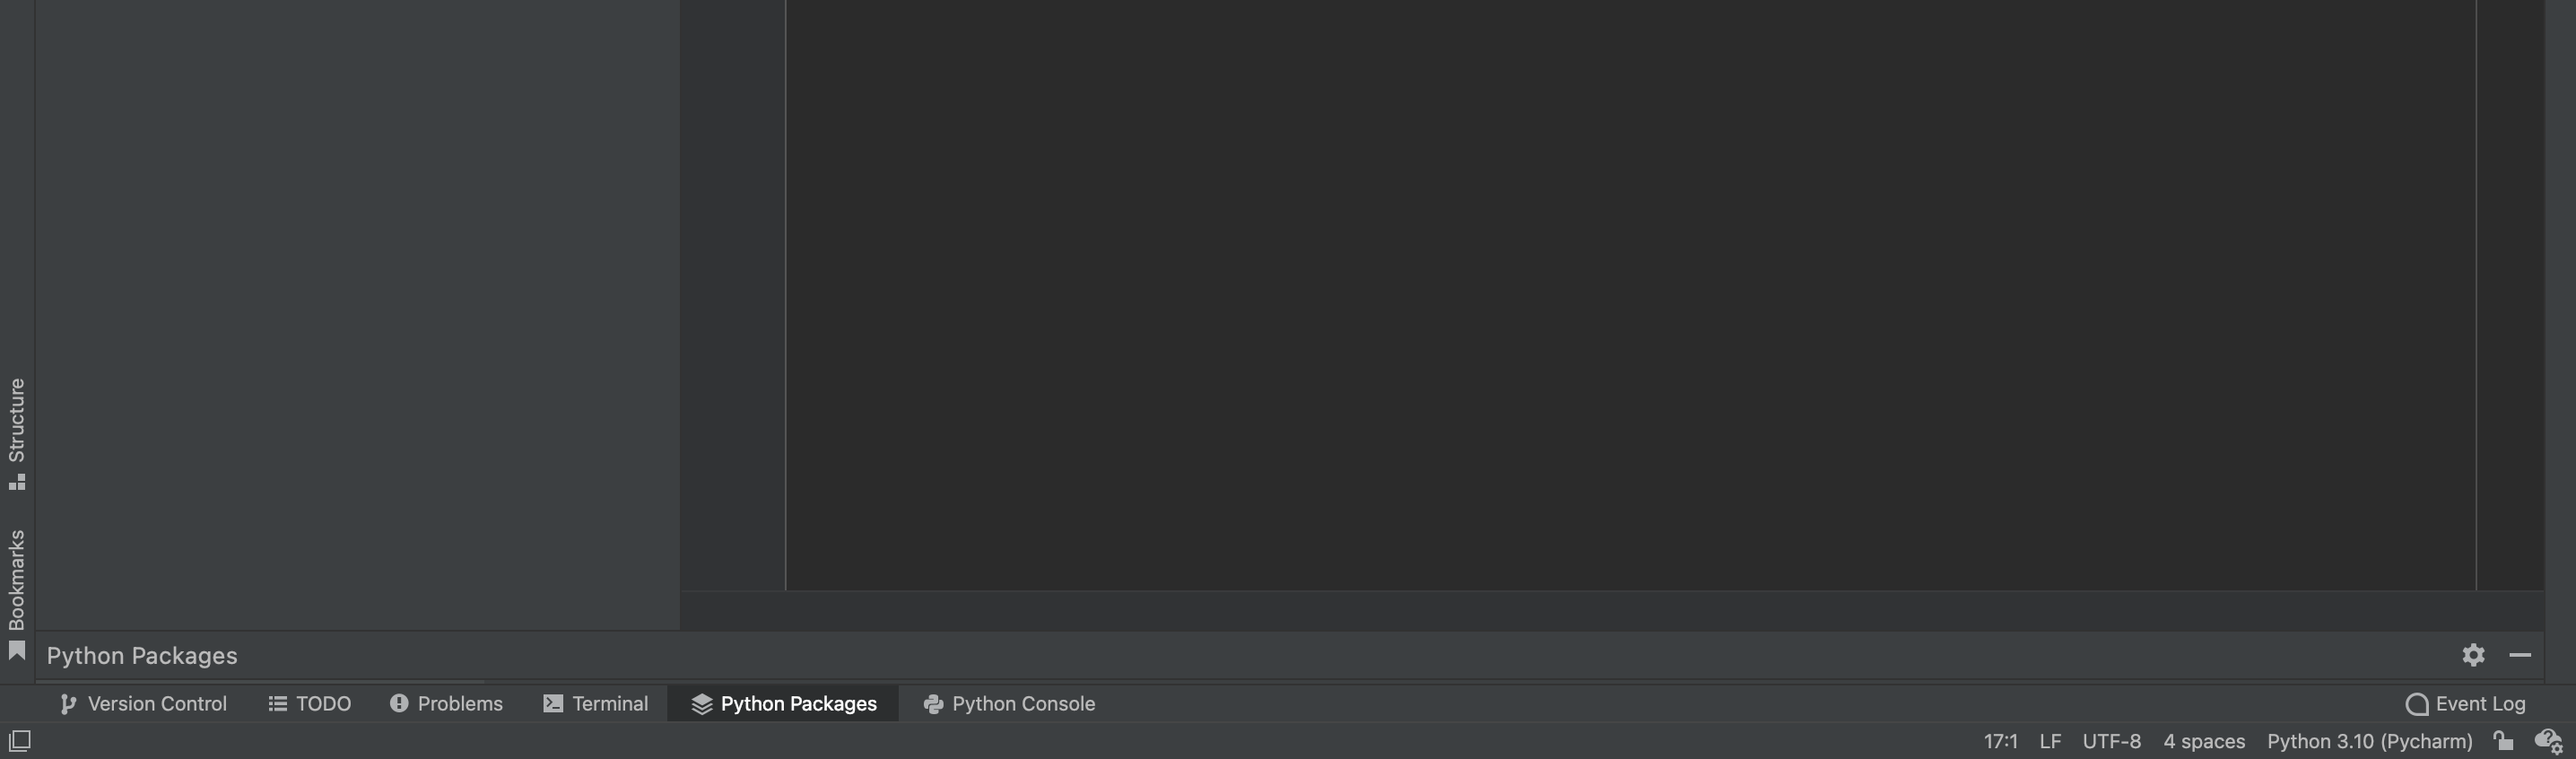 Structure
Bookmarks
Python Packages
Version Control TODO Problems Terminal Python Packages Python Console Event Log
17:1 LF UTF-8 4 spaces Python 3.10 (Pycharm)